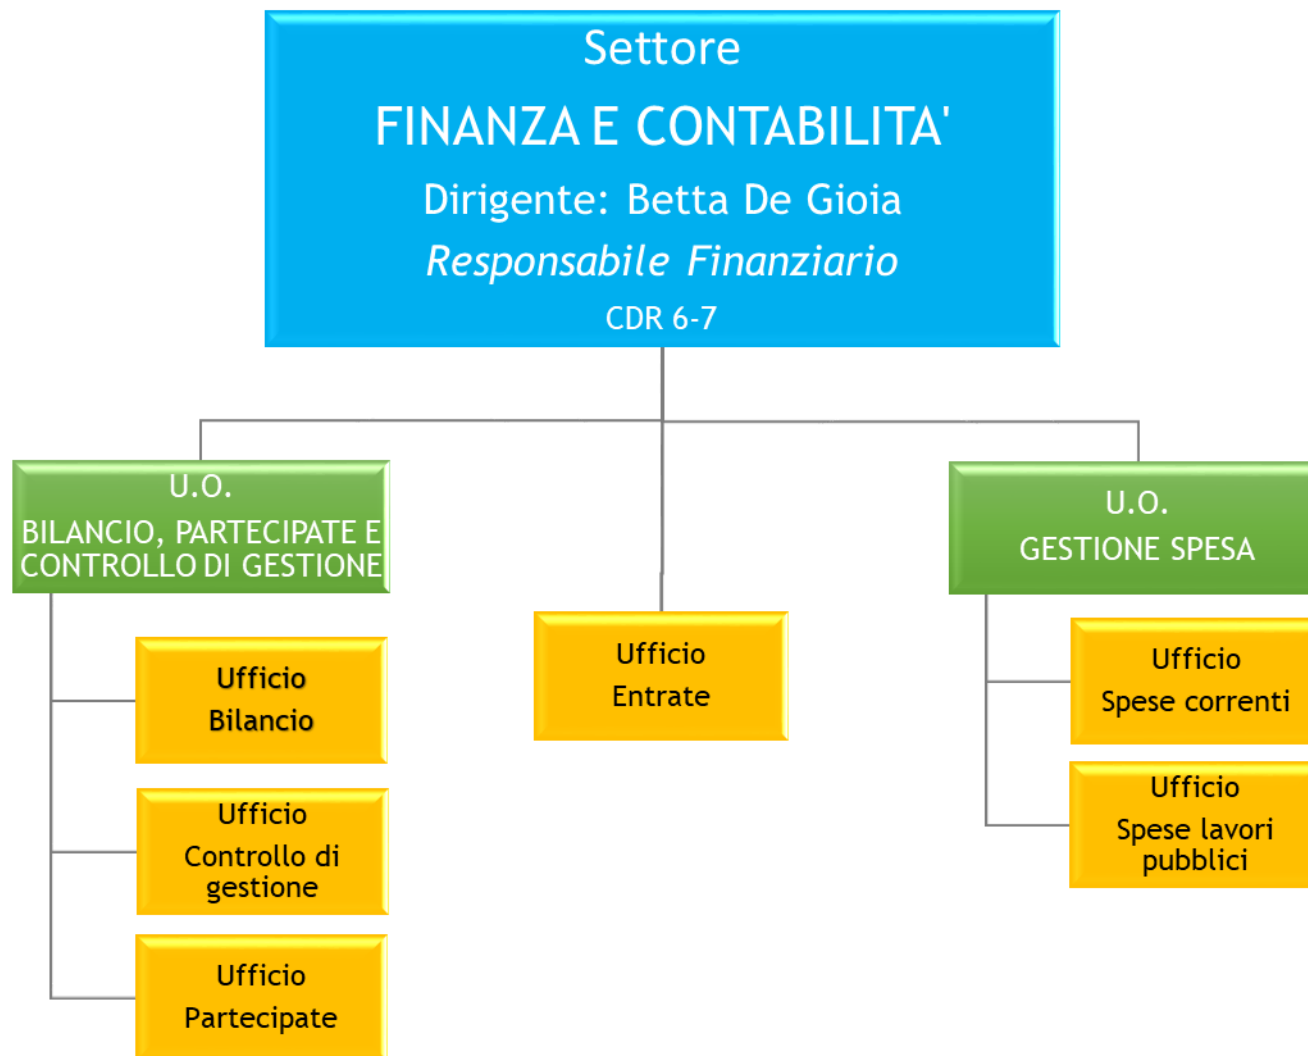 Settore
FINANZA E CONTABILITA'
Dirigente: Betta De Gioia
Responsabile Finanziario
CDR 6-7
U.O.
BILANCIO, PARTECIPATE E
CONTROLLO DI GESTIONE
Ufficio
Bilancio
Ufficio
Controllo di
gestione
Ufficio
Partecipate
Ufficio
Entrate
U.O.
GESTIONE SPESA
Ufficio
Spese correnti
Ufficio
Spese lavori
pubblici